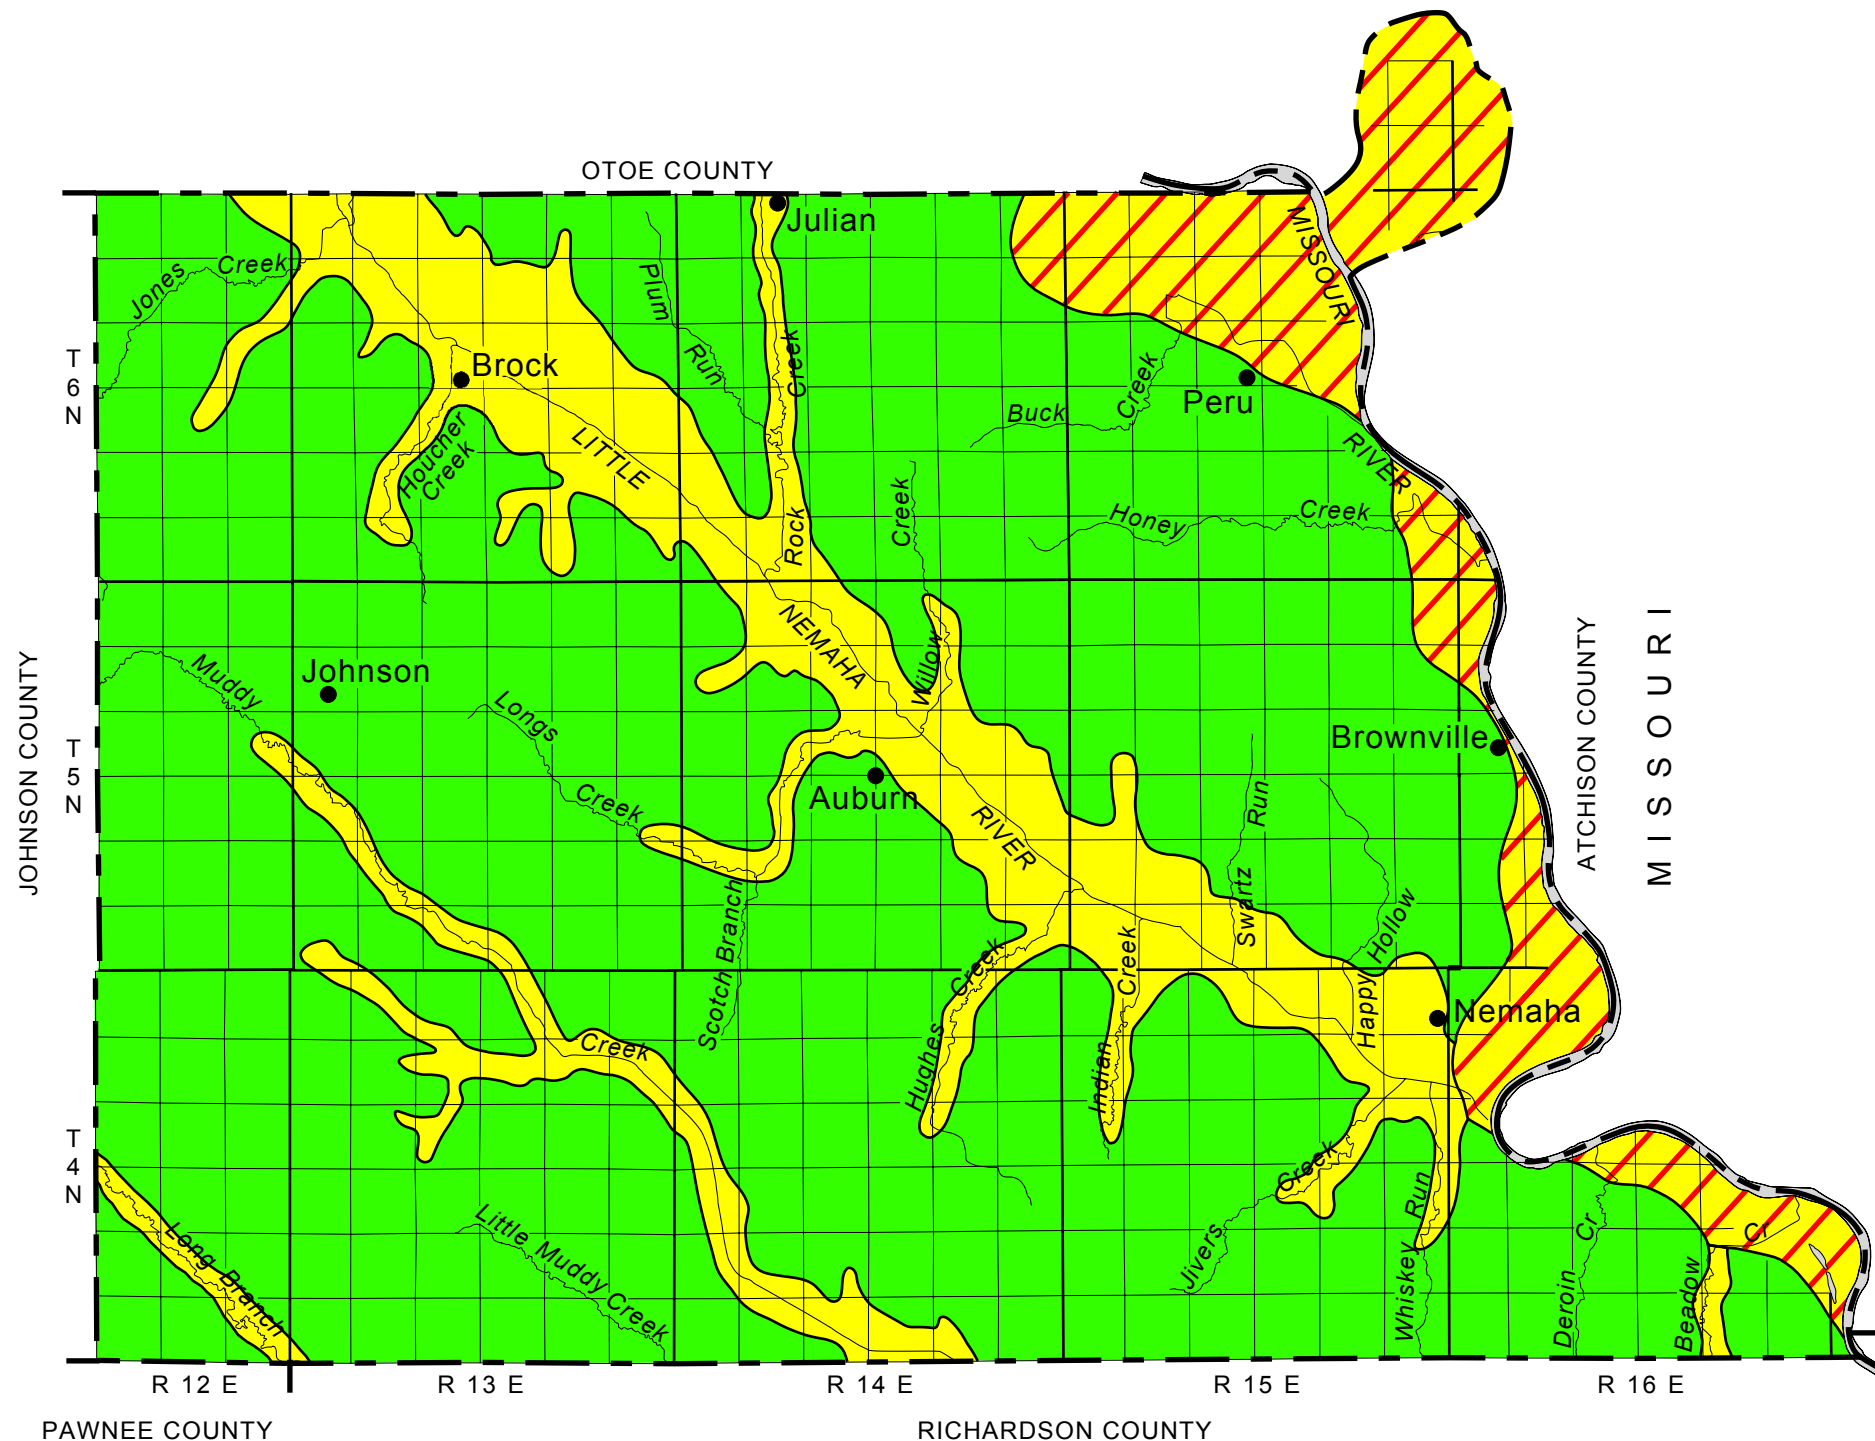 OTOE COUNTY
Julian
MISSOURI
Jones
Creek
Plum
Run
Creek
T
6
N
Brock
Peru
Buck
Creek
Houcher
Creek
LITTLE
RIVER
Creek
Rock
Honey
Creek
NEMAHA
Willow
Muddy
Johnson
Longs
Creek
JOHNSON COUNTY
T
5
N
Brownville
ATCHISON COUNTY
MISSOURI
Auburn
RIVER
Run
Swartz
Scotch Branch
Hollow
Happy
Creek
Hughes
Creek
Indian
Nemaha
Creek
T
4
N
Creek
Jivers
Run
Whiskey
Cr
Deroin
Cr
Beadow
Long Branch
Little Muddy Creek
R 12 E
R 13 E
R 14 E
R 15 E
R 16 E
PAWNEE COUNTY
RICHARDSON COUNTY